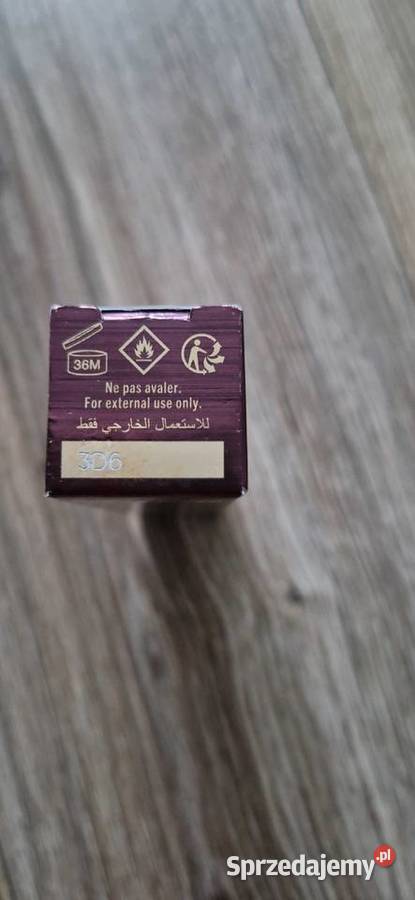 36M
Ne pas avaler.
For external use only.
للاستعمال الخارجي فقط
3D6
Sprzedajemy.pl